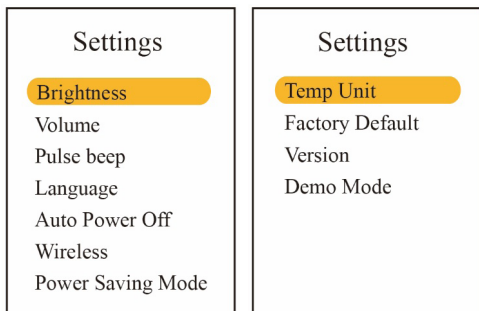 Settings
Brightness
Volume
Pulse beep
Language
Auto Power Off
Wireless
Power Saving Mode
Settings
Temp Unit
Factory Default
Version
Demo Mode